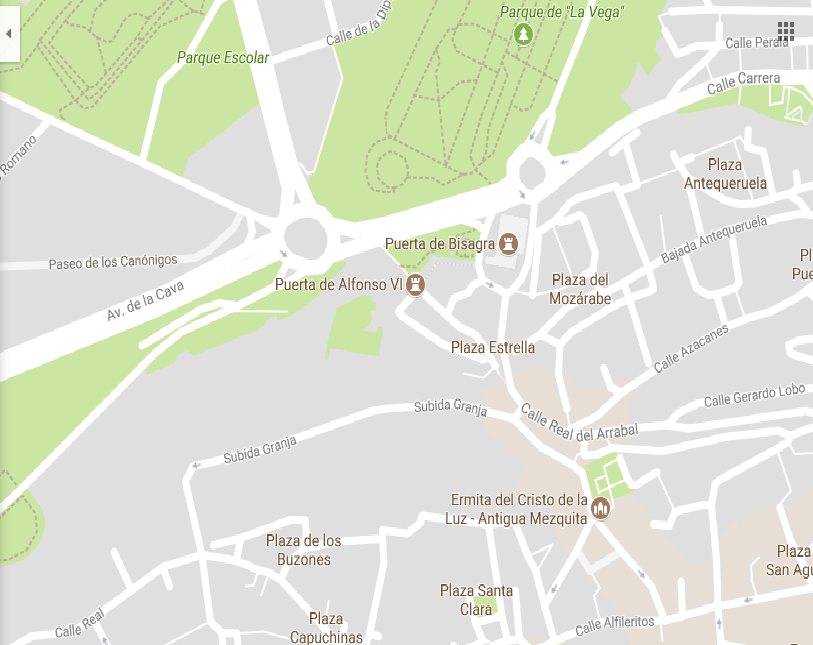 Parque de "La Vega"
Calle de la Dip
Parque Escolar
Calle Perala
Calle Carrera
Romano
Plaza
Antequeruela
Puerta de Bisagra
Bajada Antequeruela
Paseo de los Canónigos
Pl
Pue
Puerta de Alfonso VI
Plaza del
Mozárabe
Av. de la Cava
Plaza Estrella
Calle Azacanes
Calle Gerardo Lobo
Subida Granja
Calle Real del Arrabal
Subida Granja
Ermita del Cristo de la
Luz - Antigua Mezquita
Plaza de los
Buzones
Plaza
San Agu
Plaza Santa
Clara
Plaza
Capuchinas
Calle Real
Calle Alfileritos